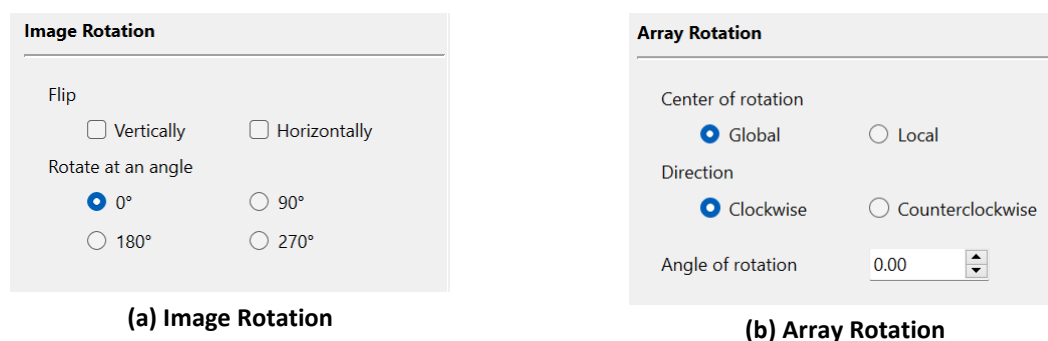 Image Rotation
Flip
Vertically Horizontally
Rotate at an angle
0° 90°
180° 270°
(a) Image Rotation
Array Rotation
Center of rotation
Global Local
Direction
Clockwise Counterclockwise
Angle of rotation 0.00
(b) Array Rotation